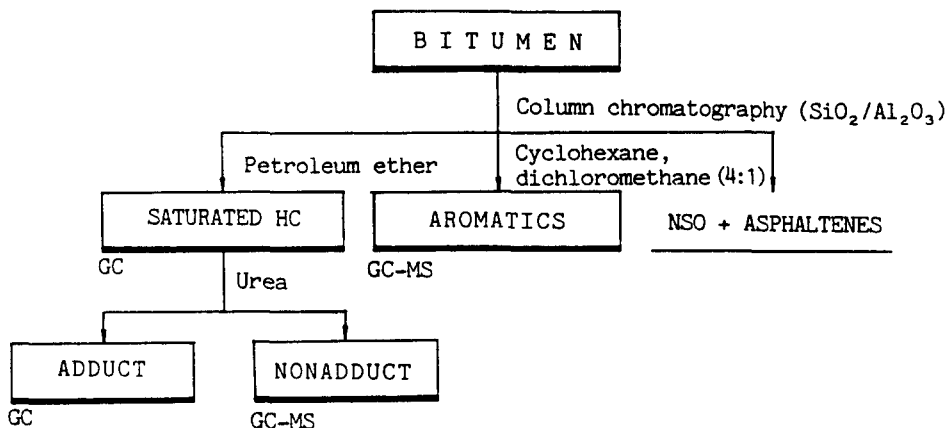 BITUMEN
Column chromatography (SiO₂/Al₂O₃)
Petroleum ether
Cyclohexane,
dichloromethane (4:1)
SATURATED HC
AROMATICS
NSO + ASPHALTENES
GC
GC-MS
Urea
ADDUCT
NONADDUCT
GC
GC-MS